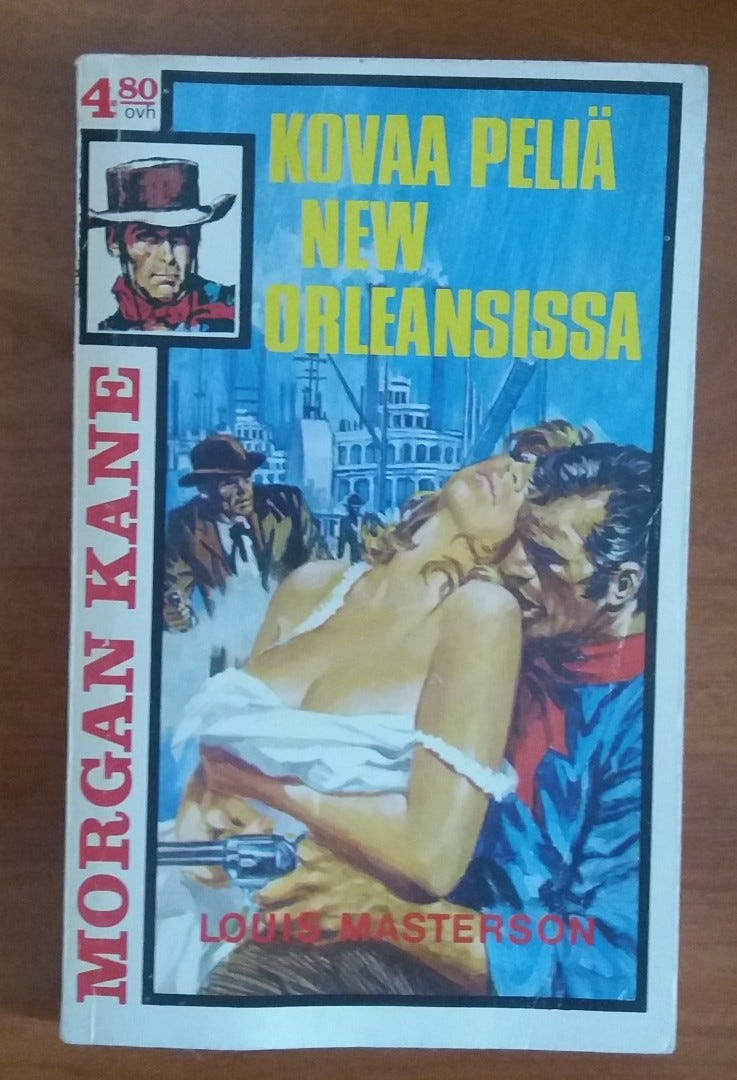 4.80
ovh
KOVAA PELIÄ
NEW
ORLEANSISSA
MORGAN KANE
LOUIS MASTERSON